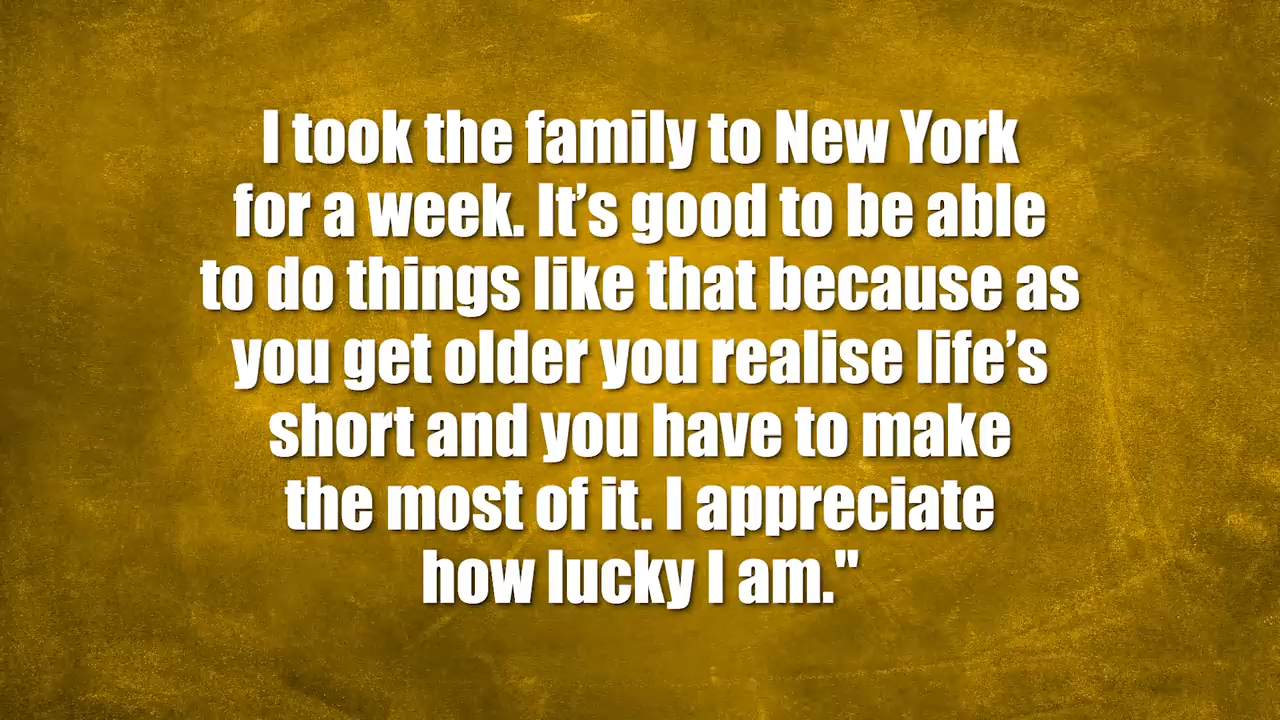 I took the family to New York
for a week. It’s good to be able
to do things like that because as
you get older you realise life’s
short and you have to make
the most of it. I appreciate
how lucky I am."